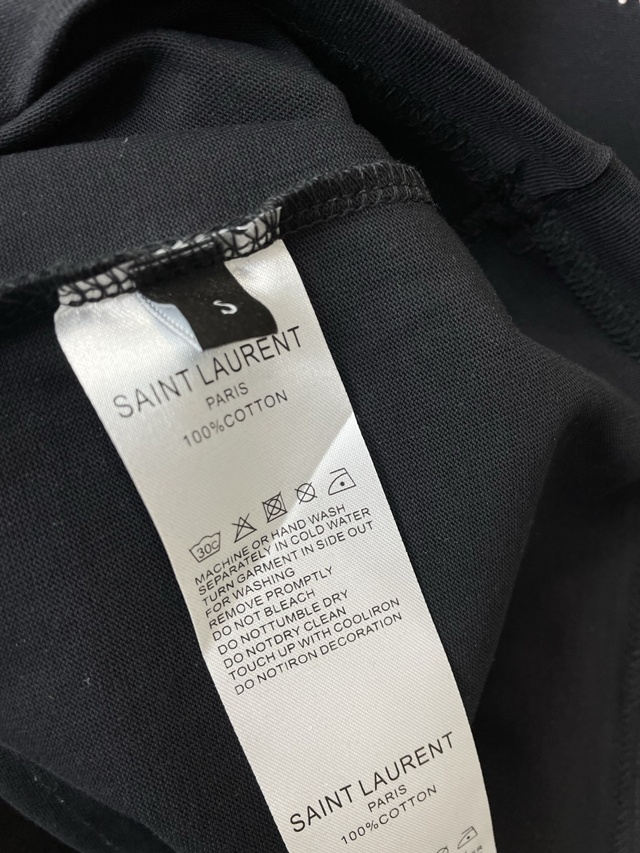 S
SAINT LAURENT
PARIS
100%COTTON
30C
MACHINE OR HAND WASH
SEPARATELY IN COLD WATER
TURN GARMENT IN SIDE OUT
FOR WASHING
REMOVE PROMPTLY
DO NOT BLEACH
DO NOTTUMBLE DRY
DO NOTDRY CLEAN
TOUCH UP WITH COOLIRON
DO NOTIRON DECORATION
SAINT LAURENT
PARIS
100%COTTON